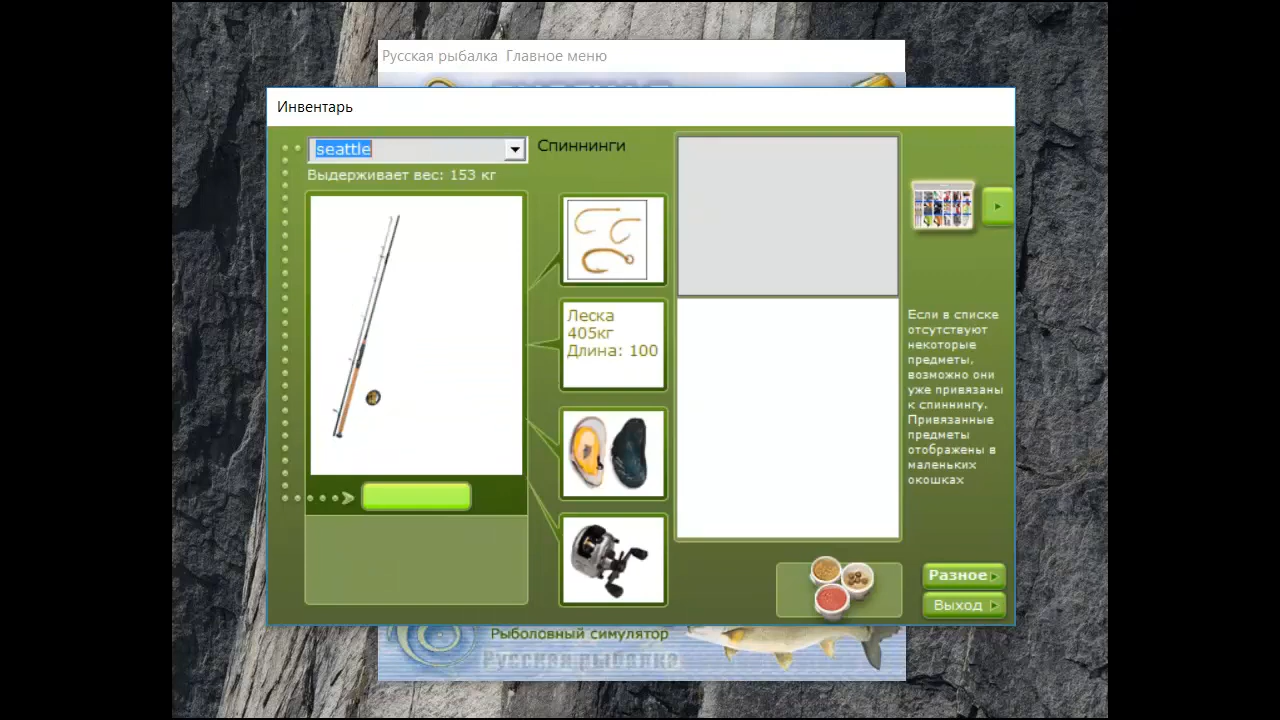 Русская рыбалка Главное меню
Инвентарь
seattle
Спиннинги
Выдерживает вес: 153 кг
Леска
405кг
Длина: 100
Если в списке
отсутствуют
некоторые
предметы,
возможно они
уже привязаны
к спиннингу.
Привязанные
предметы
отображены в
маленьких
окошках
Разное
Выход
Рыболовный симулятор
Русская рыбалка